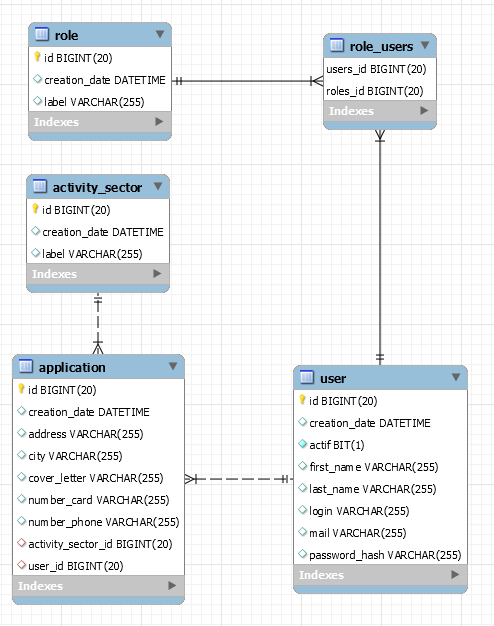 role
id BIGINT(20)
creation_date DATETIME
label VARCHAR(255)
Indexes
role_users
users_id BIGINT(20)
roles_id BIGINT(20)
Indexes
activity_sector
id BIGINT(20)
creation_date DATETIME
label VARCHAR(255)
Indexes
application
id BIGINT(20)
creation_date DATETIME
address VARCHAR(255)
city VARCHAR(255)
cover_letter VARCHAR(255)
number_card VARCHAR(255)
number_phone VARCHAR(255)
activity_sector_id BIGINT(20)
user_id BIGINT(20)
Indexes
user
id BIGINT(20)
creation_date DATETIME
actif BIT(1)
first_name VARCHAR(255)
last_name VARCHAR(255)
login VARCHAR(255)
mail VARCHAR(255)
password_hash VARCHAR(255)
Indexes